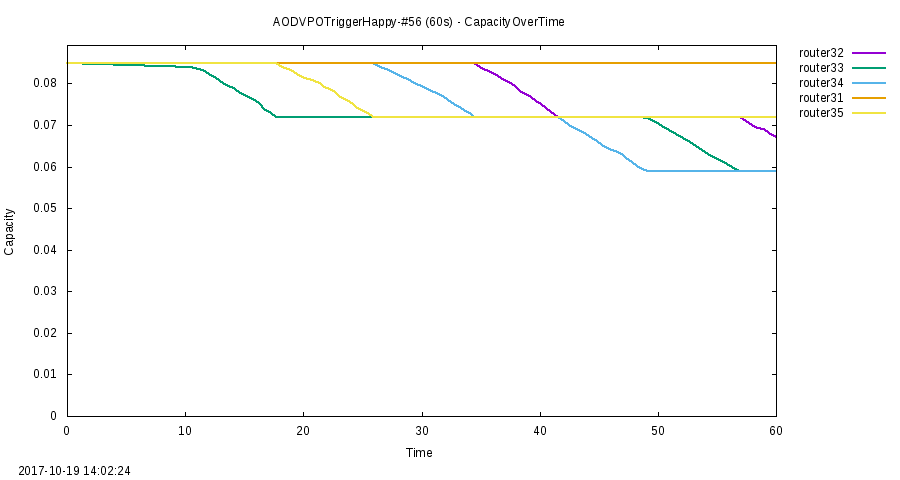 AODVPOTriggerHappy-#56 (60s) - CapacityOverTime
router32
router33
router34
router31
router35
0.08
0.07
0.06
0.05
0.04
0.03
0.02
0.01
0
Capacity
0 10 20 30 40 50 60
Time
2017-10-19 14:02:24